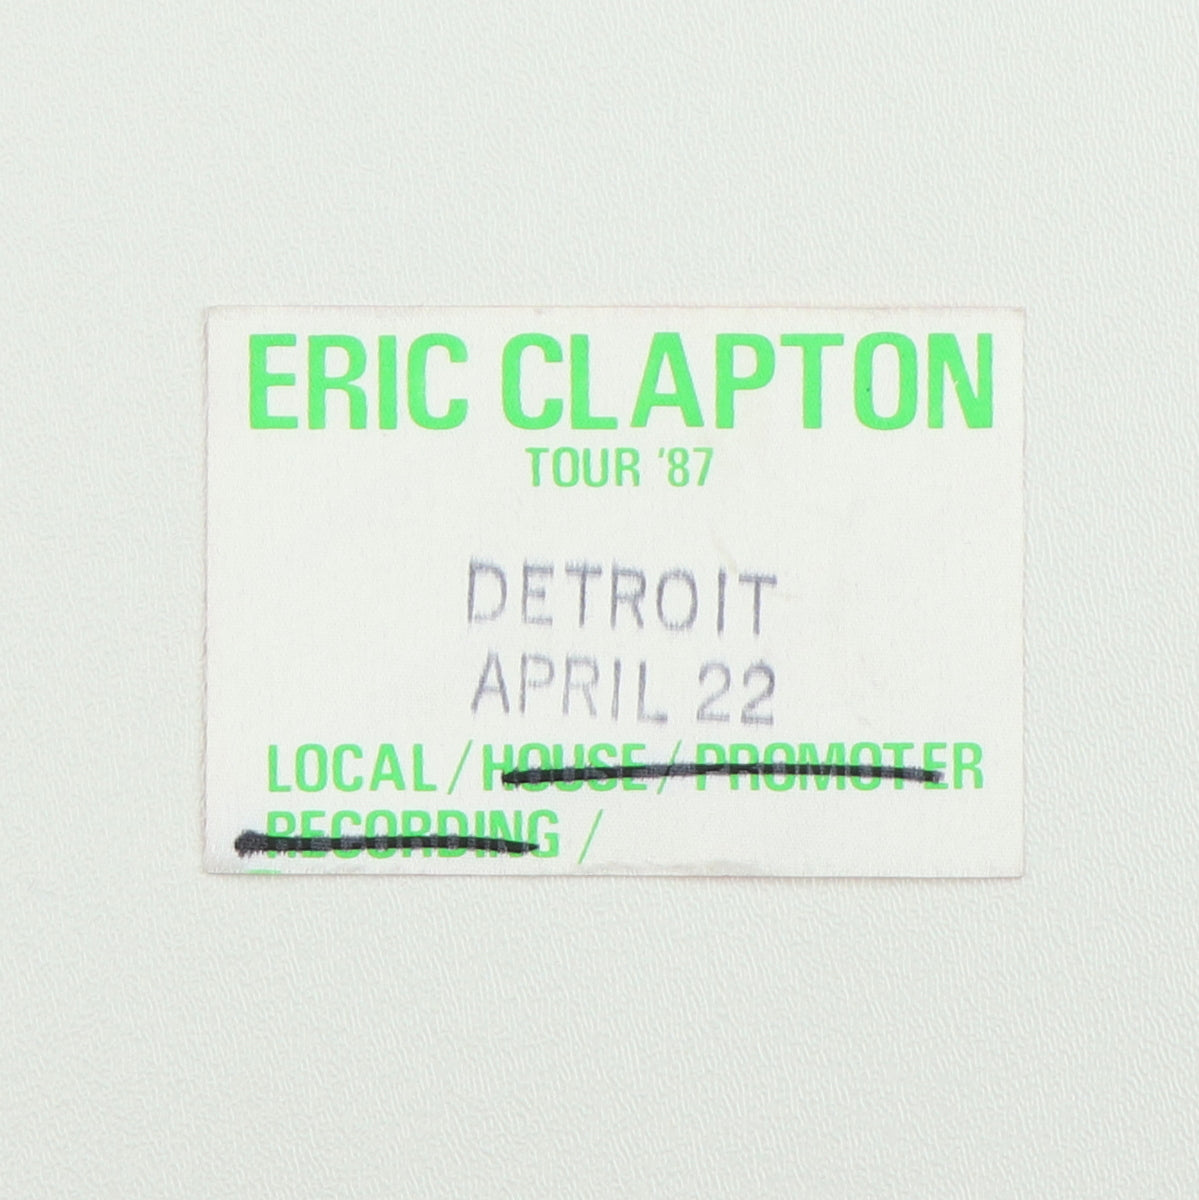 ERIC CLAPTON
TOUR '87
DETROIT
APRIL 22
LOCAL / HOUSE / PROMOTER
RECORDING /